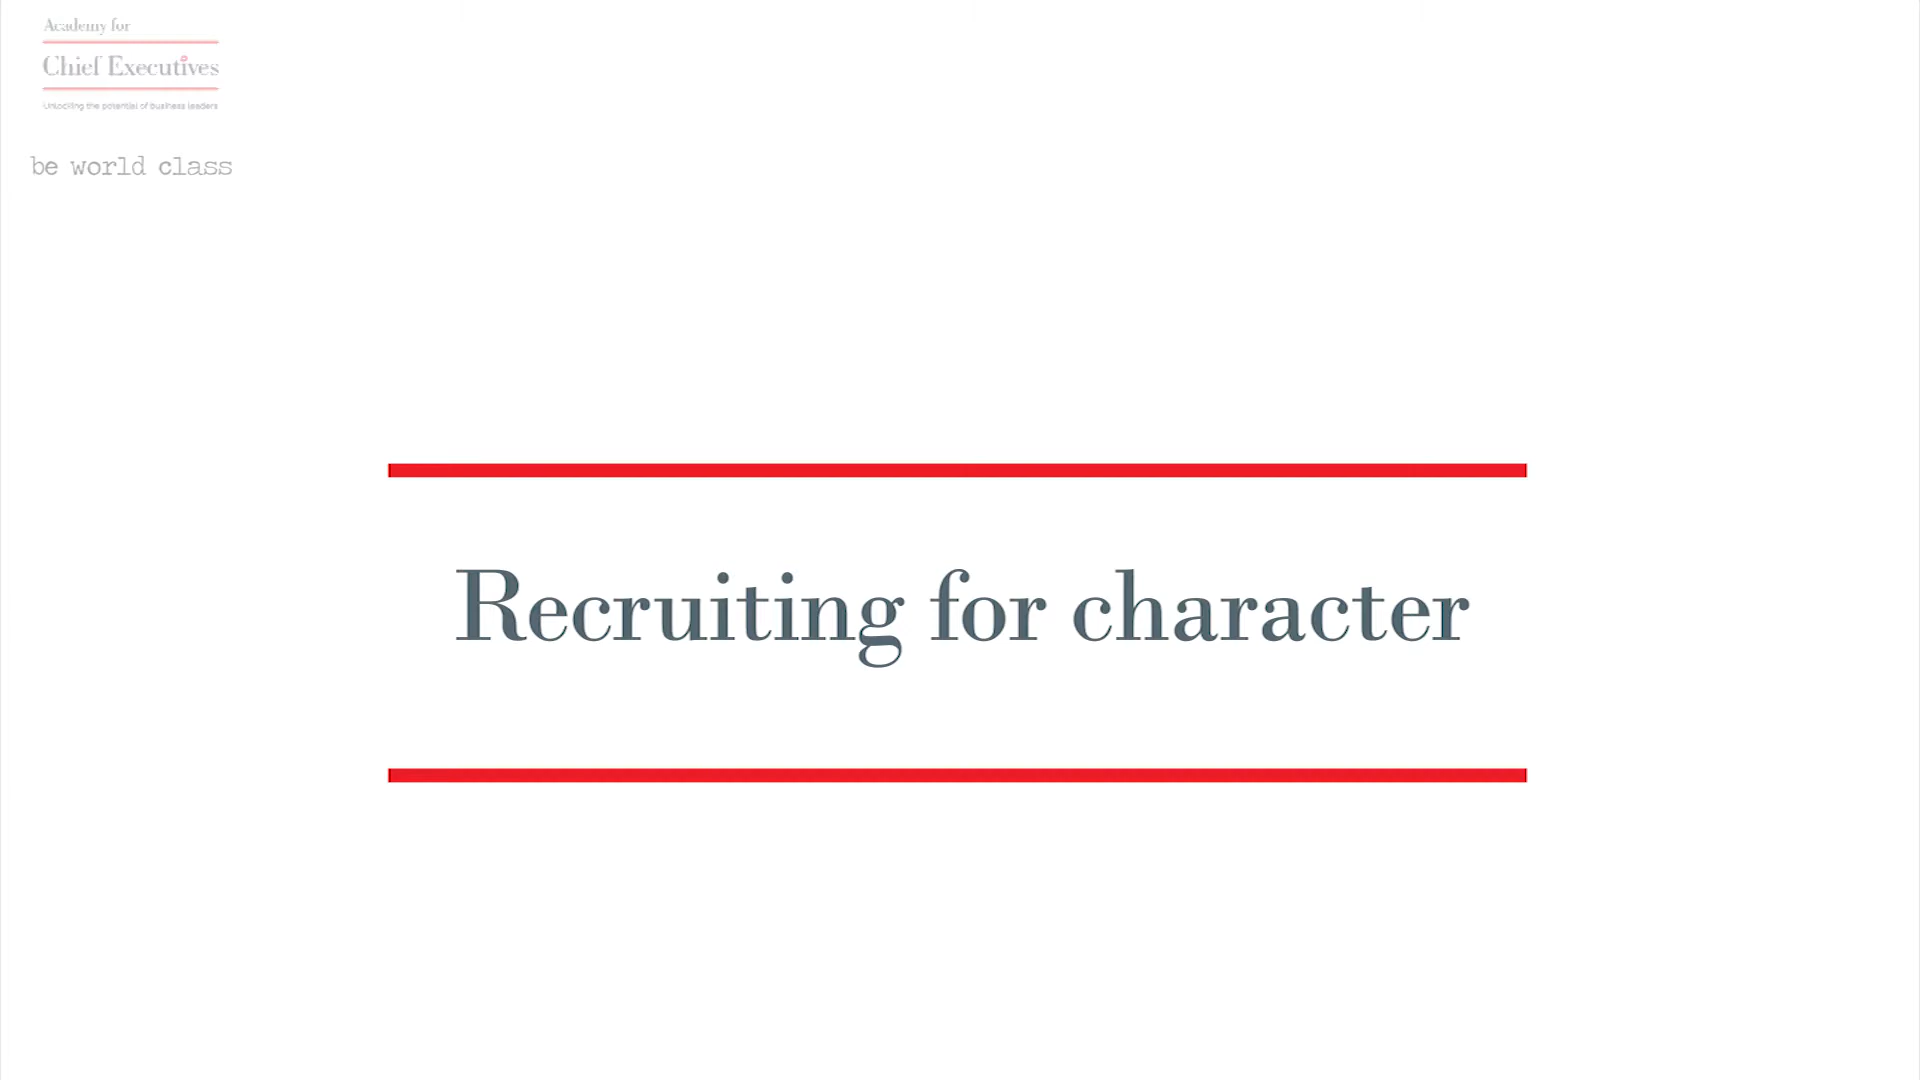 Academy for
Chief Executives
Unlocking the potential of business leaders
be world class
Recruiting for character